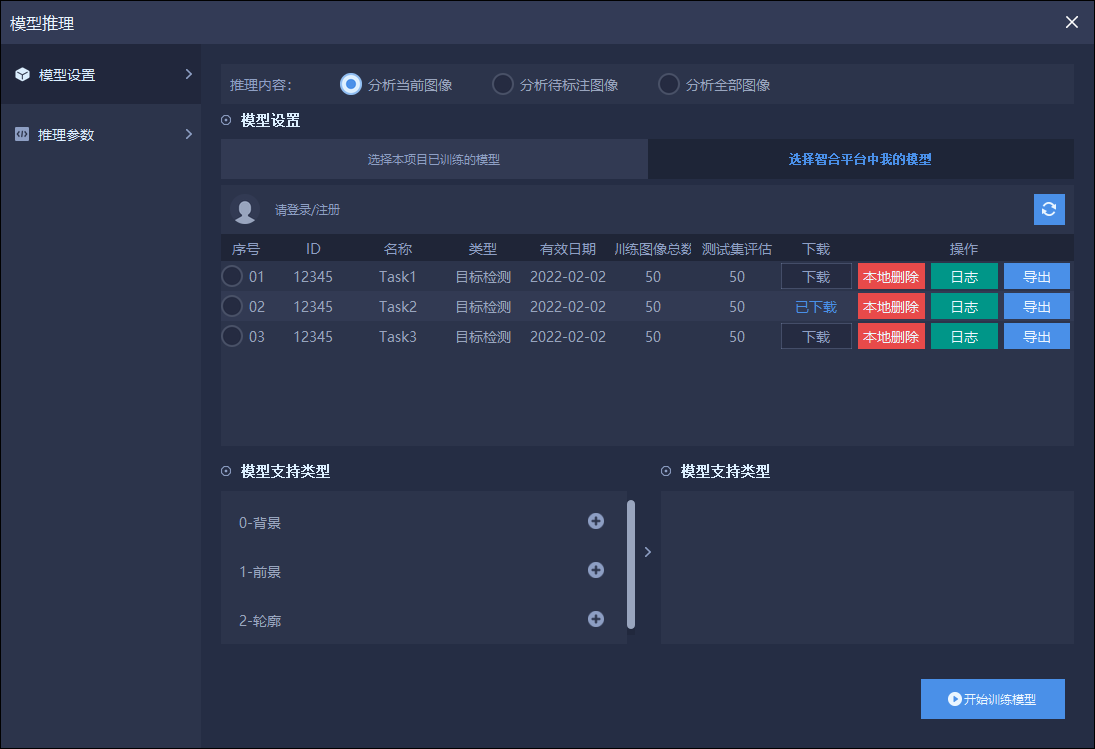 模型推理
模型设置
推理参数
推理内容： 分析当前图像 分析待标注图像 分析全部图像
模型设置
选择本项目已训练的模型 选择智合平台中我的模型
请登录/注册
序号 ID 名称 类型 有效日期 训练图像总数 测试集评估 下载 操作
01 12345 Task1 目标检测 2022-02-02 50 50 下载 本地删除 日志 导出
02 12345 Task2 目标检测 2022-02-02 50 50 已下载 本地删除 日志 导出
03 12345 Task3 目标检测 2022-02-02 50 50 下载 本地删除 日志 导出
模型支持类型 模型支持类型
0-背景
1-前景
2-轮廓
开始训练模型